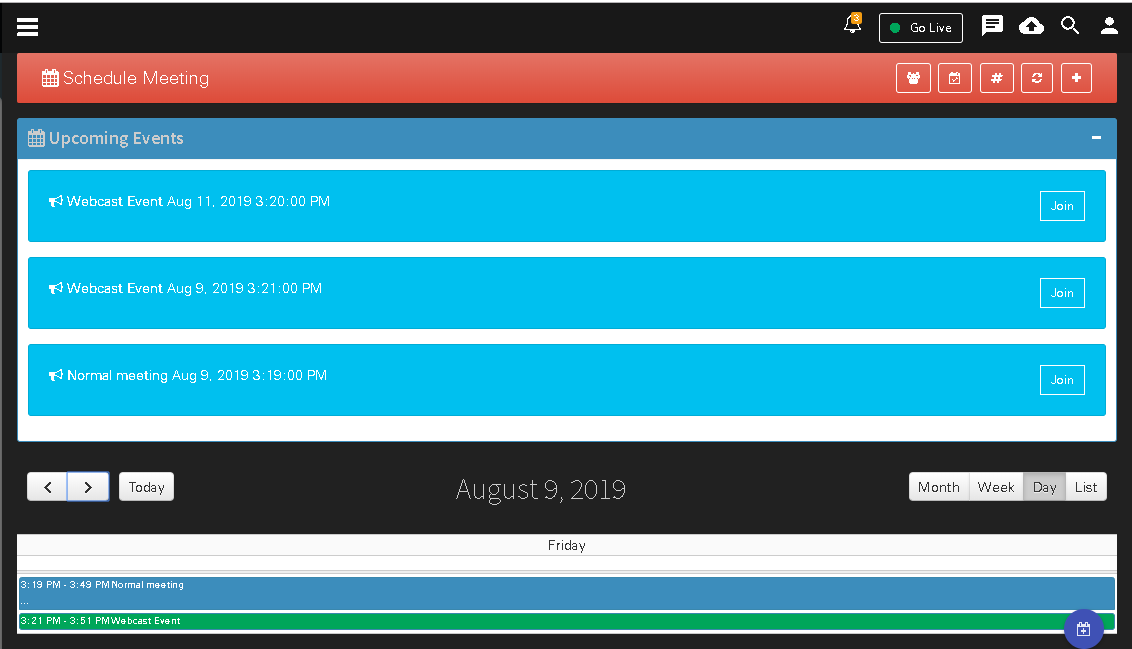 3
Go Live
Schedule Meeting
Upcoming Events
Webcast Event Aug 11, 2019 3:20:00 PM
Join
Webcast Event Aug 9, 2019 3:21:00 PM
Join
Normal meeting Aug 9, 2019 3:19:00 PM
Join
Today
August 9, 2019
Month Week Day List
Friday
3:19 PM - 3:49 PM Normal meeting
...
3:21 PM - 3:51 PM Webcast Event